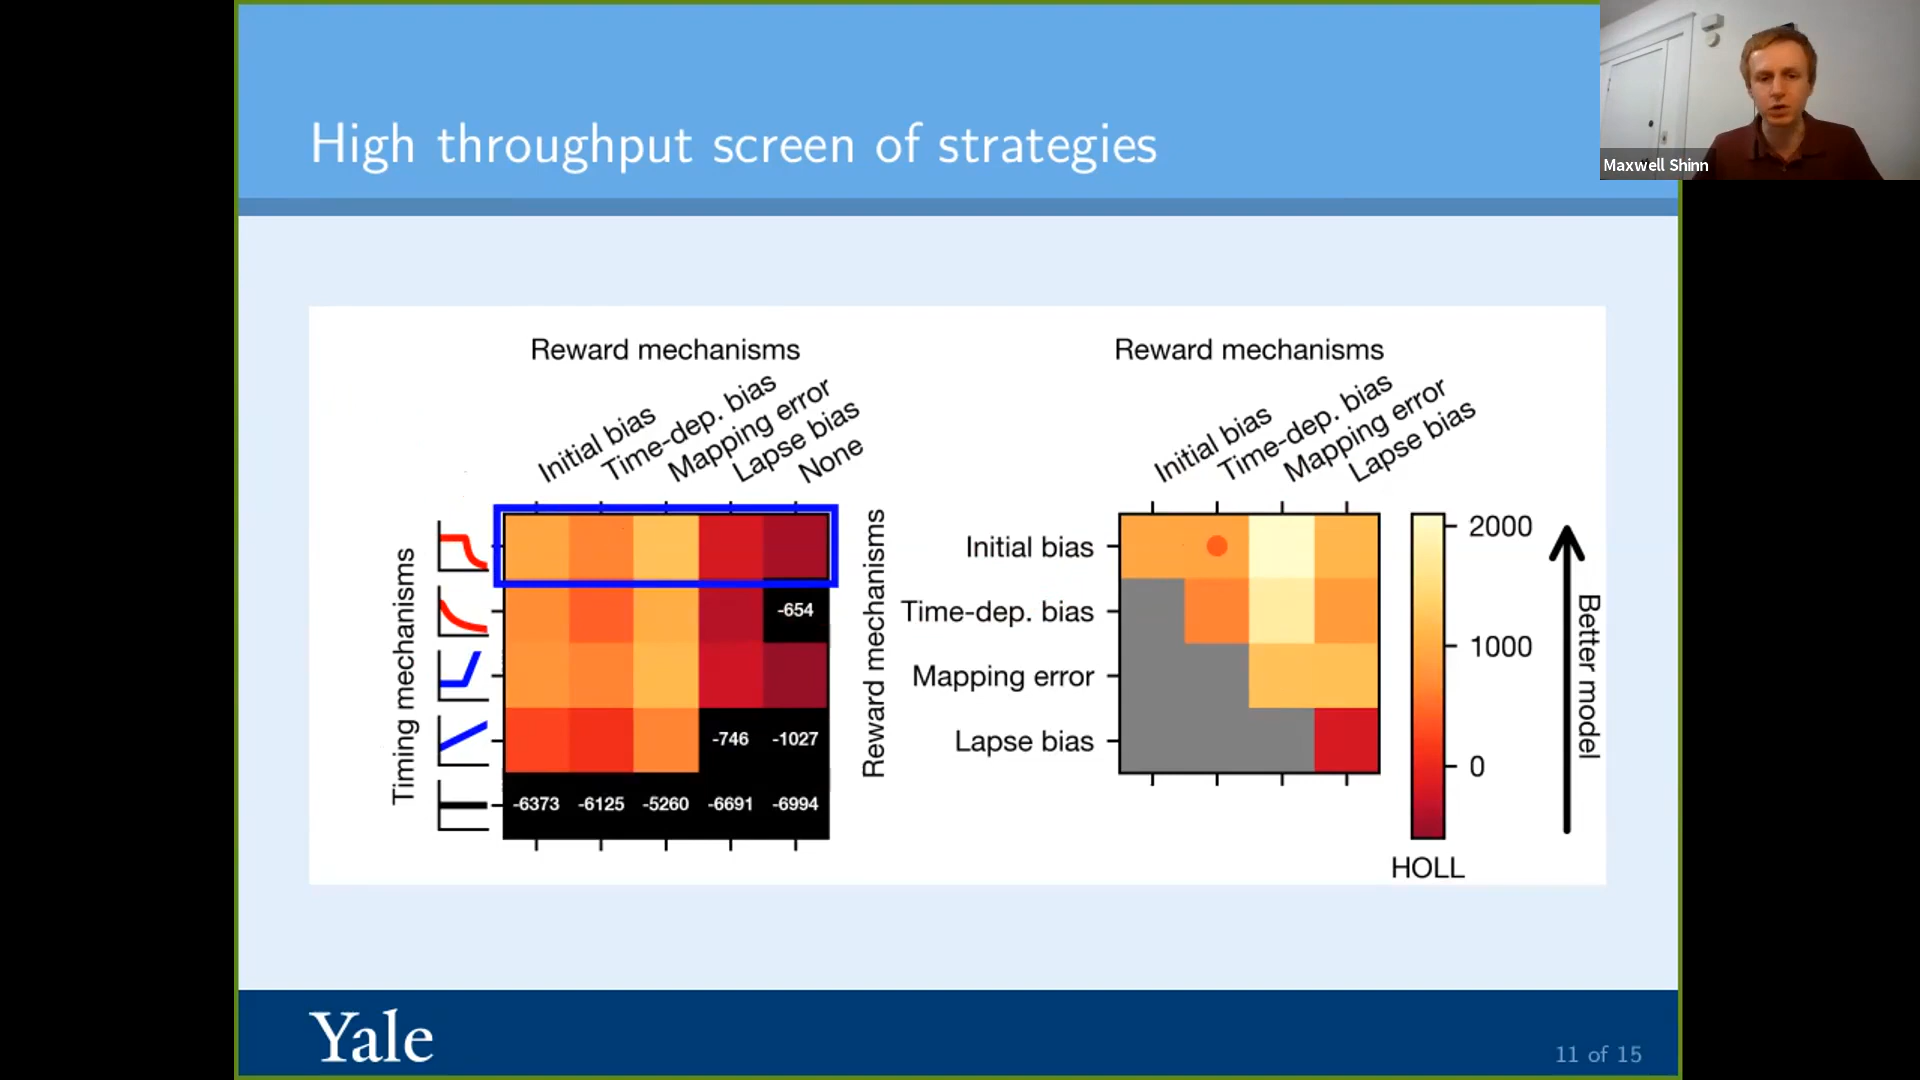 Maxwell Shinn
High throughput screen of strategies
Reward mechanisms
Initial bias
Time-dep. bias
Mapping error
Lapse bias
None
Timing mechanisms
-654
-746 -1027
-6373 -6125 -5260 -6691 -6994
Reward mechanisms
Initial bias
Time-dep. bias
Mapping error
Lapse bias
Reward mechanisms
Initial bias
Time-dep. bias
Mapping error
Lapse bias
2000
1000
0
HOLL
Better model
Yale
11 of 15